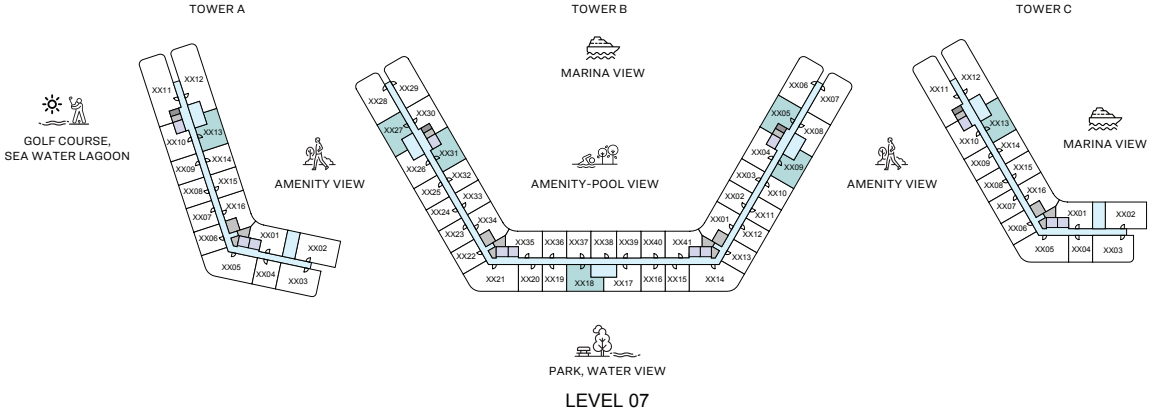 TOWER A
TOWER B
TOWER C
MARINA VIEW
GOLF COURSE,
SEA WATER LAGOON
AMENITY VIEW
AMENITY-POOL VIEW
AMENITY VIEW
MARINA VIEW
XX12
XX11
XX13
XX10
XX14
XX09
XX15
XX08
XX16
XX07
XX06
XX01
XX02
XX05
XX04
XX03
XX29
XX28
XX30
XX27
XX31
XX26
XX32
XX25
XX33
XX24
XX34
XX23
XX22
XX35
XX36
XX37
XX38
XX39
XX40
XX41
XX21
XX20
XX19
XX18
XX17
XX16
XX15
XX14
XX06
XX07
XX05
XX08
XX04
XX09
XX03
XX10
XX02
XX11
XX01
XX12
XX13
XX12
XX11
XX13
XX10
XX14
XX09
XX15
XX08
XX16
XX07
XX06
XX01
XX02
XX05
XX04
XX03
PARK, WATER VIEW
LEVEL 07